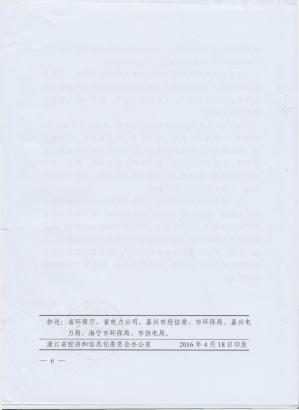 抄送：省环保厅、省电力公司、嘉兴市经信委、市环保局、嘉兴电
力局、海宁市环保局、市供电局。
浙江省经济和信息化委员会办公室 2016年4月18日印发
— 6 —